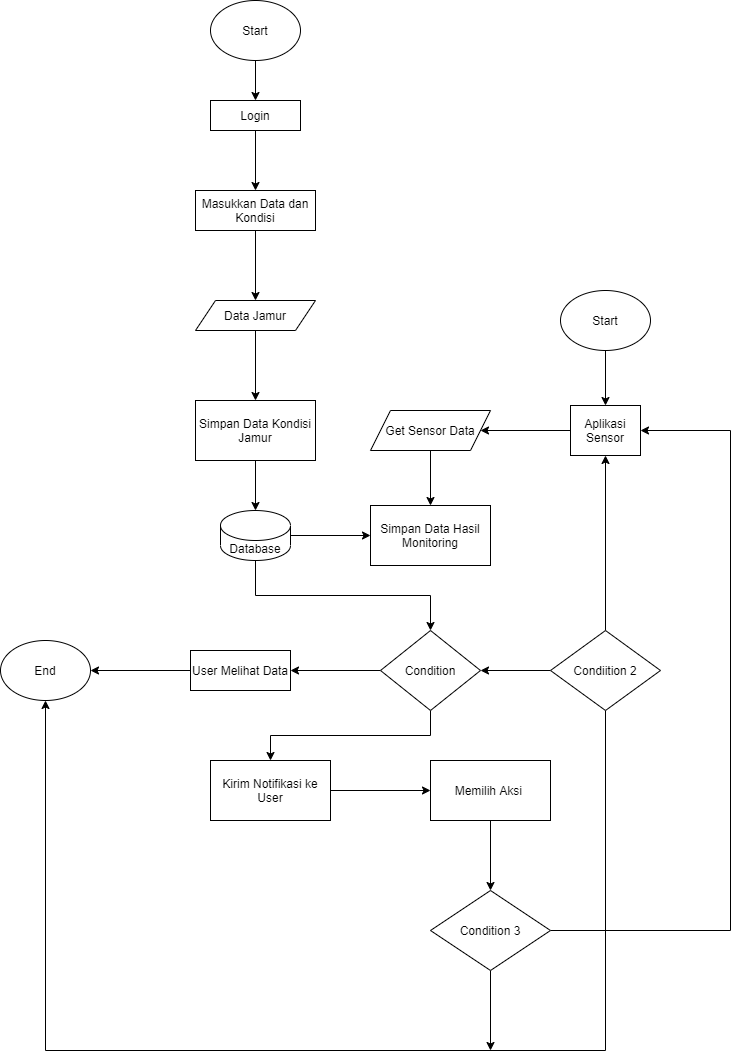 Start
Login
Masukkan Data dan
Kondisi
Data Jamur
Start
Simpan Data Kondisi
Jamur
Get Sensor Data
Aplikasi
Sensor
Database
Simpan Data Hasil
Monitoring
End
User Melihat Data
Condition
Condiition 2
Kirim Notifikasi ke
User
Memilih Aksi
Condition 3